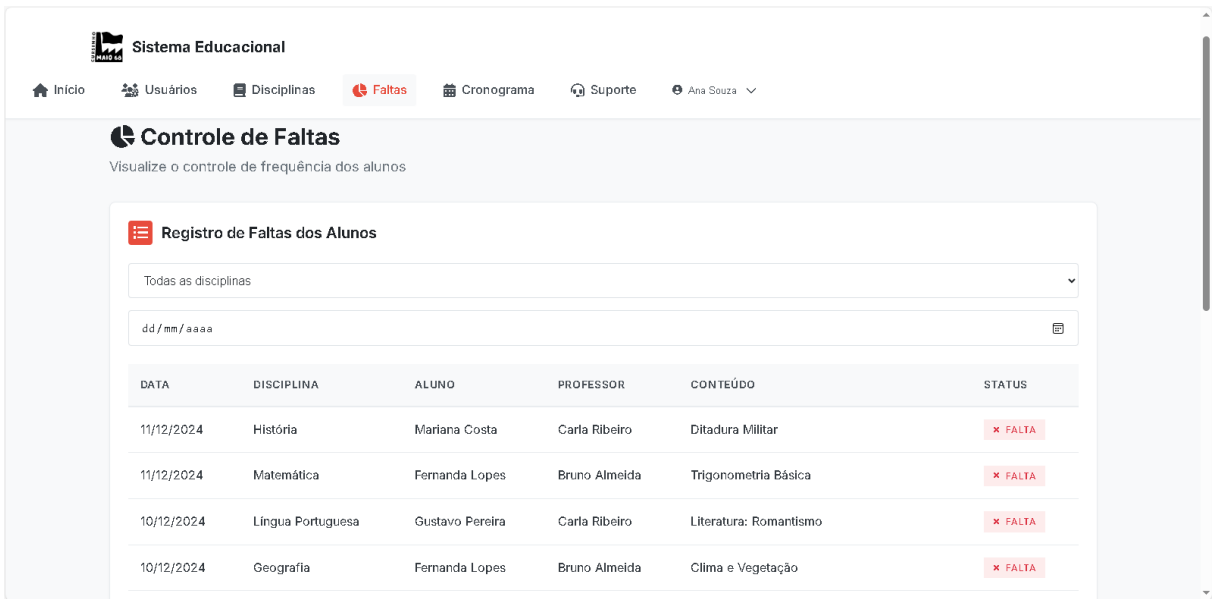 CURSINHO
MAIO 68
Sistema Educacional
Início Usuários Disciplinas Faltas Cronograma Suporte Ana Souza
Controle de Faltas
Visualize o controle de frequência dos alunos
Registro de Faltas dos Alunos
Todas as disciplinas
dd/mm/aaaa
DATA DISCIPLINA ALUNO PROFESSOR CONTEÚDO STATUS
11/12/2024 História Mariana Costa Carla Ribeiro Ditadura Militar × FALTA
11/12/2024 Matemática Fernanda Lopes Bruno Almeida Trigonometria Básica × FALTA
10/12/2024 Língua Portuguesa Gustavo Pereira Carla Ribeiro Literatura: Romantismo × FALTA
10/12/2024 Geografia Fernanda Lopes Bruno Almeida Clima e Vegetação × FALTA